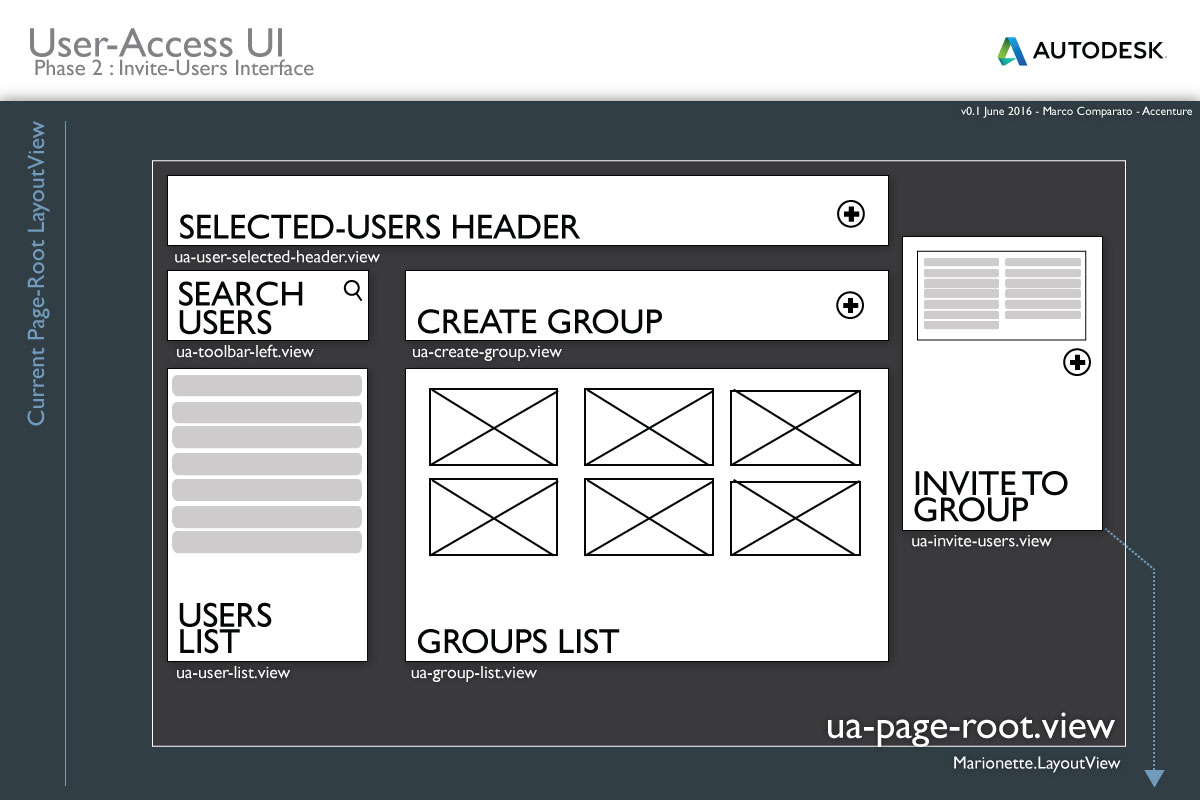 User-Access UI
Phase 2 : Invite-Users Interface
AUTODESK.
v0.1 June 2016 - Marco Comparato - Accenture
Current Page-Root LayoutView
SELECTED-USERS HEADER
ua-user-selected-header.view
SEARCH
USERS
ua-toolbar-left.view
CREATE GROUP
ua-create-group.view
USERS
LIST
ua-user-list.view
GROUPS LIST
ua-group-list.view
INVITE TO
GROUP
ua-invite-users.view
ua-page-root.view
Marionette.LayoutView